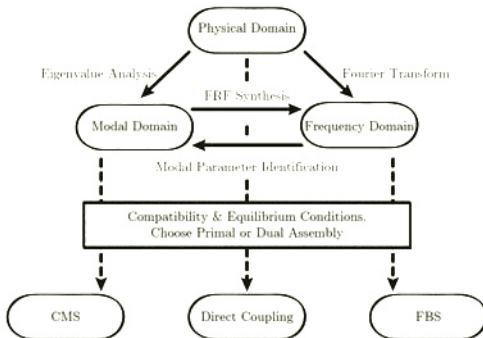 Physical Domain
Eigenvalue Analysis
Fourier Transform
FRF Synthesis
Modal Domain
Frequency Domain
Modal Parameter Identification
Compatibility & Equilibrium Conditions.
Choose Primal or Dual Assembly
CMS
Direct Coupling
FBS